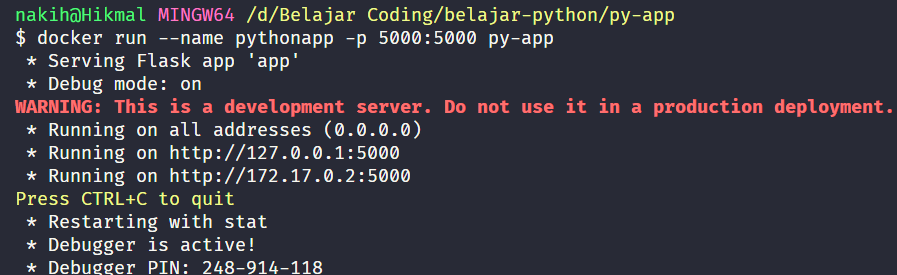 nakih@Hikmal MINGW64 /d/Belajar Coding/belajar-python/py-app
$ docker run --name pythonapp -p 5000:5000 py-app
* Serving Flask app 'app'
* Debug mode: on
WARNING: This is a development server. Do not use it in a production deployment.
* Running on all addresses (0.0.0.0)
* Running on http://127.0.0.1:5000
* Running on http://172.17.0.2:5000
Press CTRL+C to quit
* Restarting with stat
* Debugger is active!
* Debugger PIN: 248-914-118